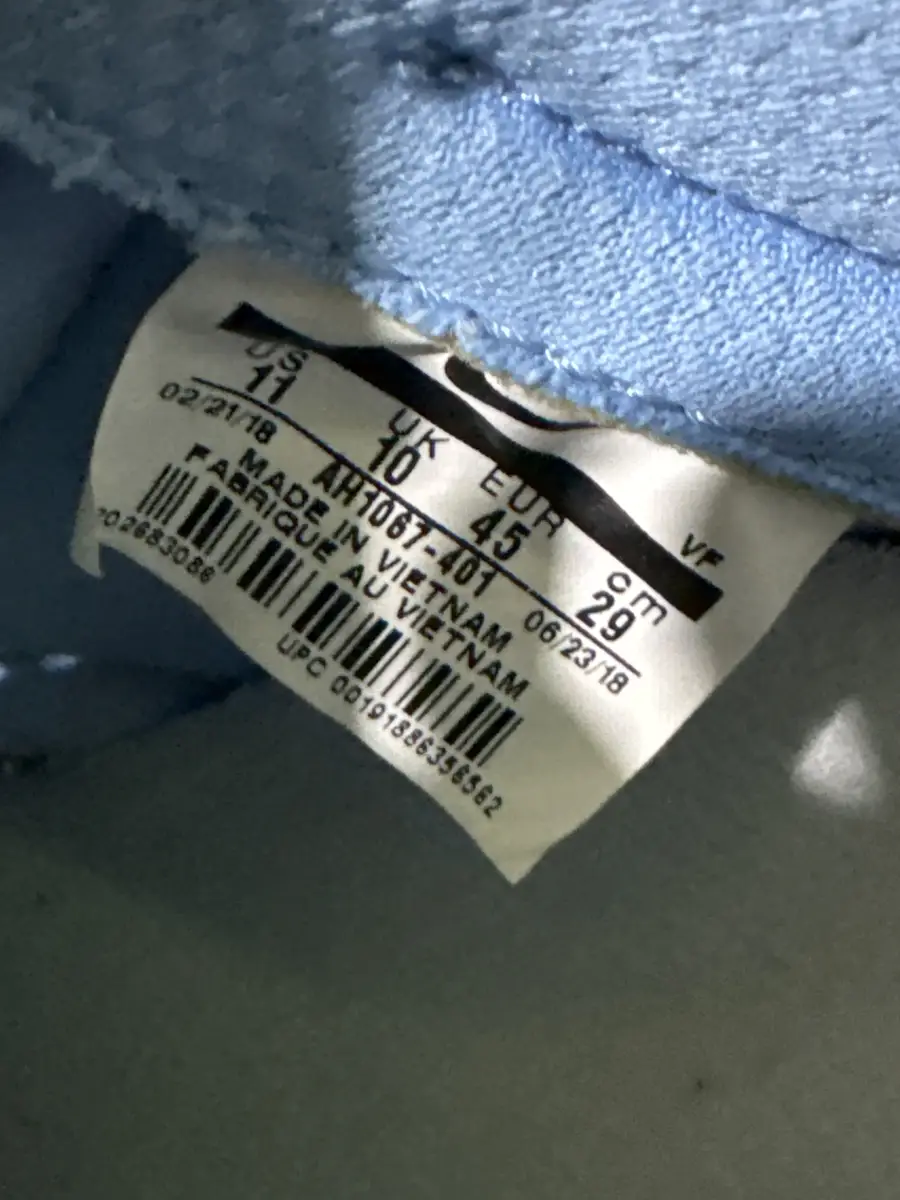 VF
US UK EUR cm
11 10 45 29
02/21/18 AH1067-401 06/23/18
MADE IN VIETNAM
FABRIQUE AU VIETNAM
2683086
UPC 00191886356562